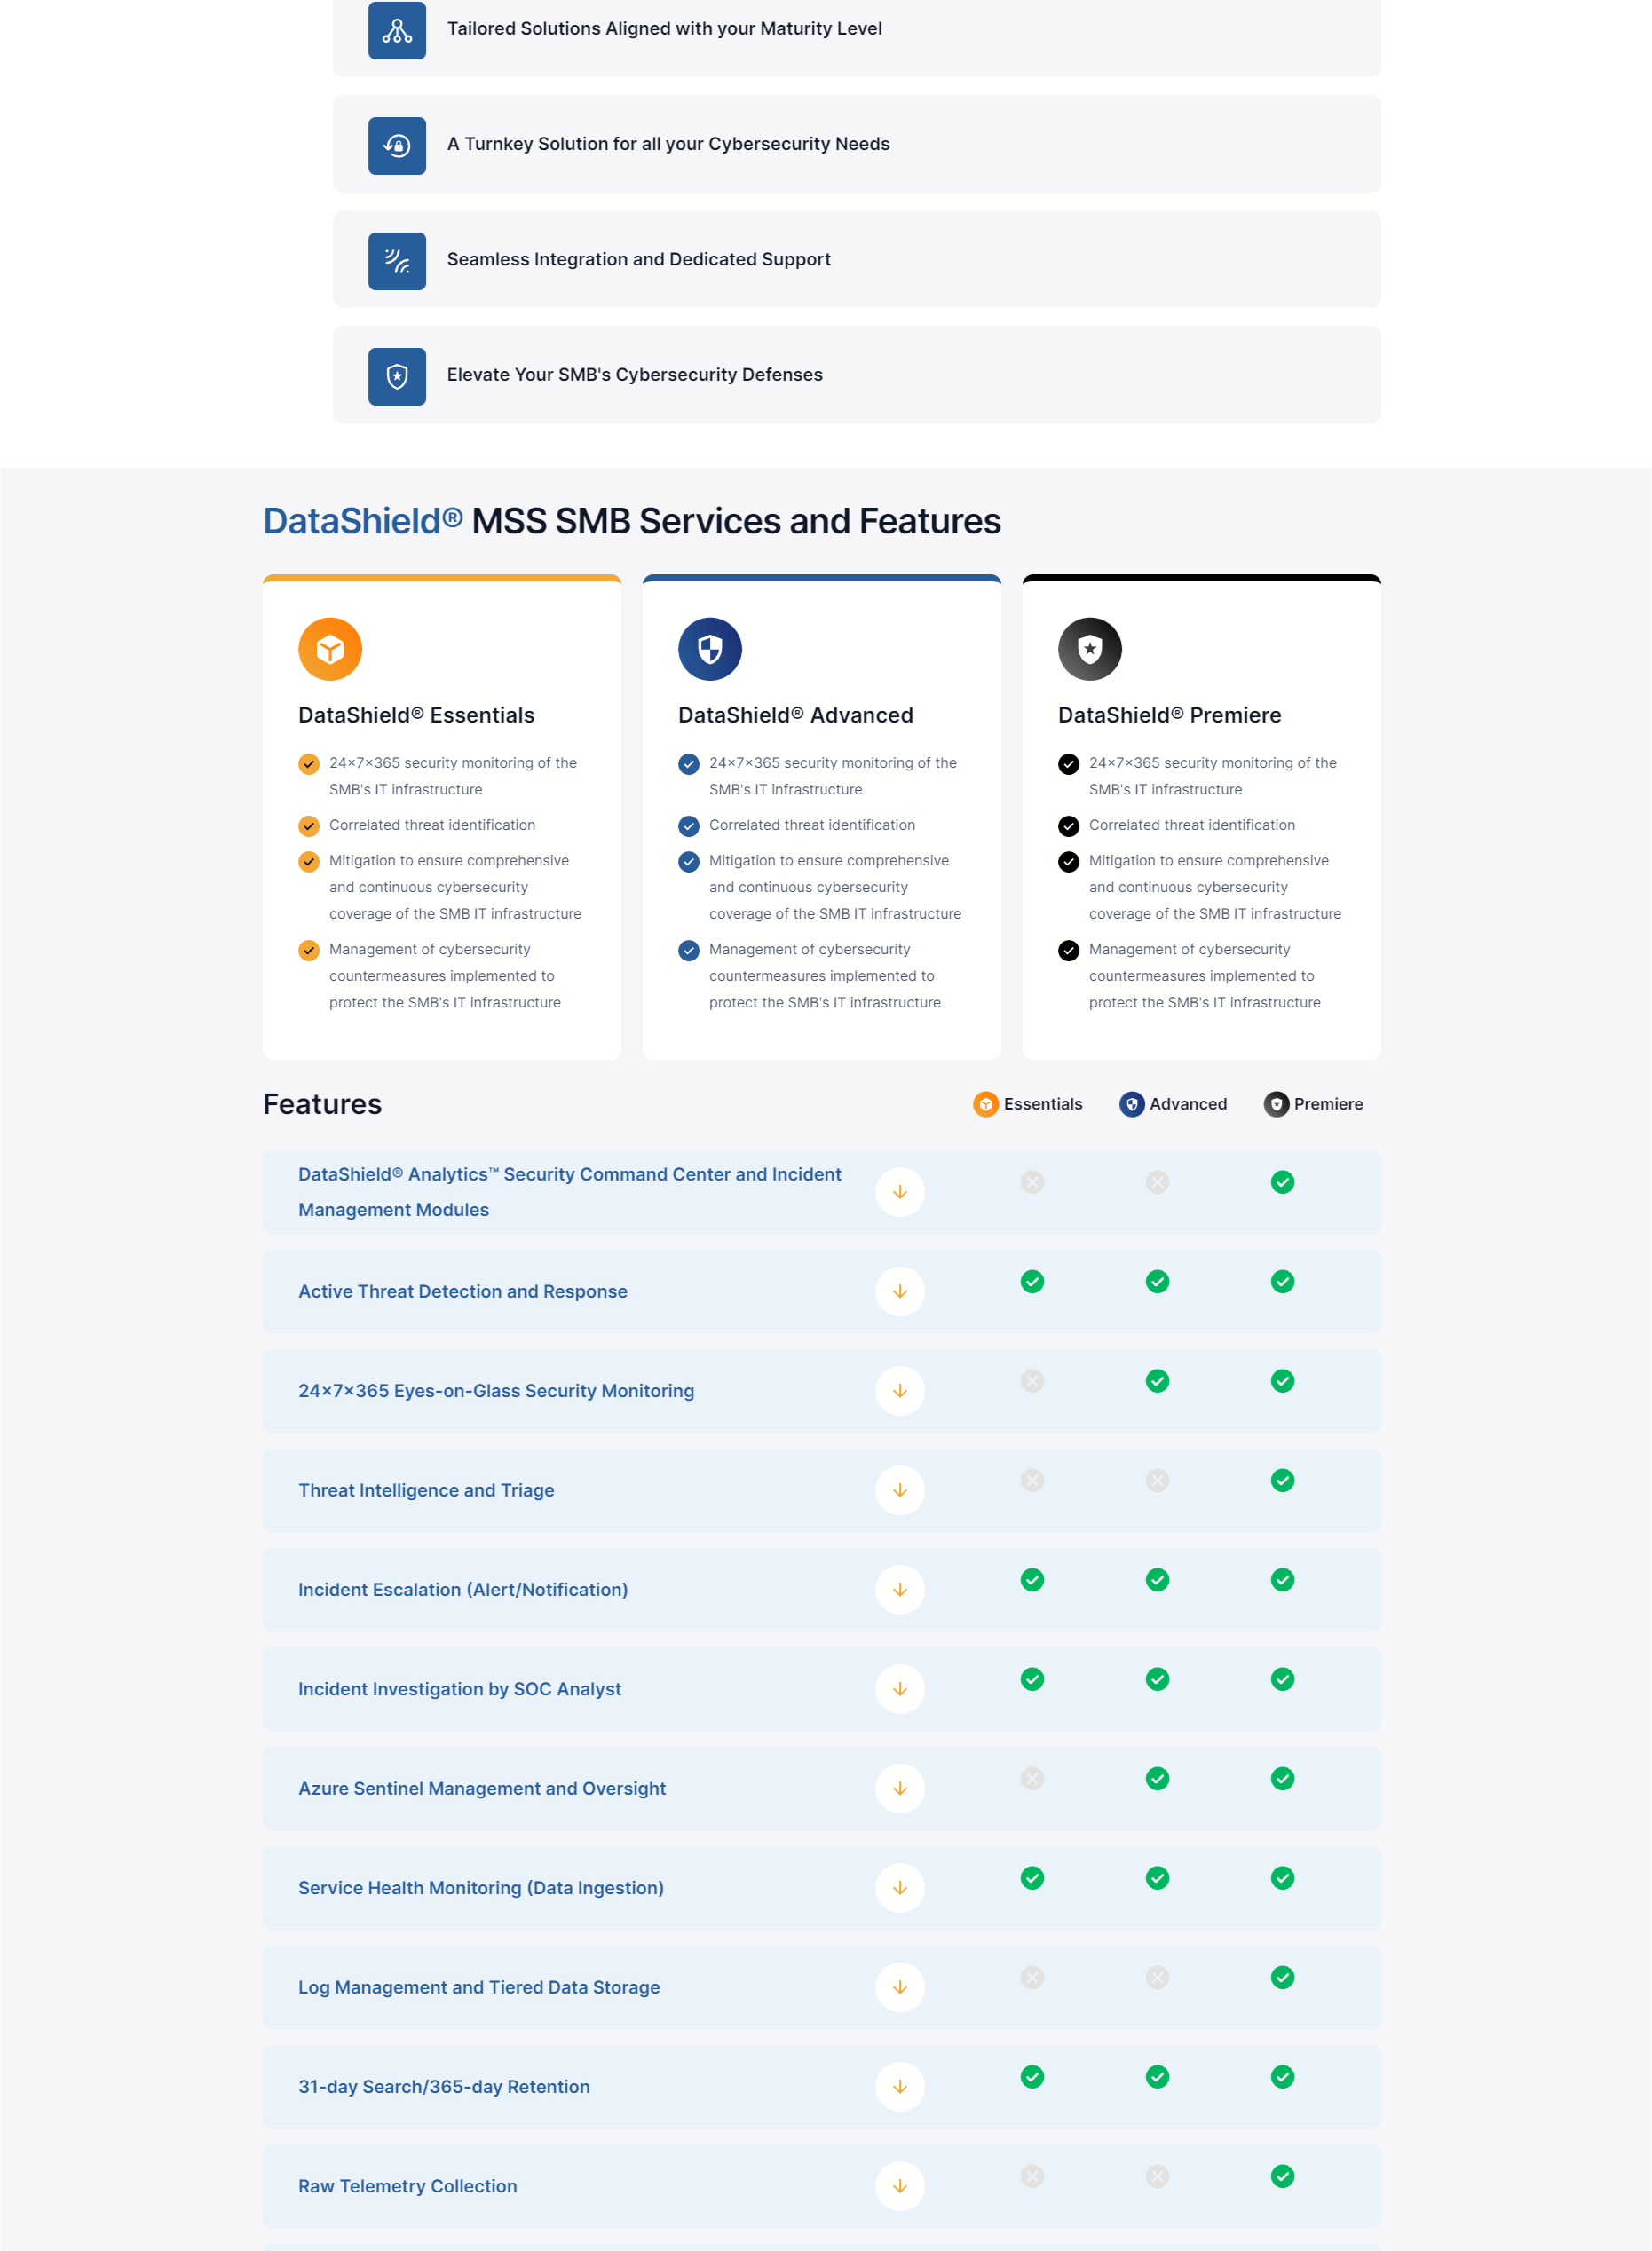 Tailored Solutions Aligned with your Maturity Level
A Turnkey Solution for all your Cybersecurity Needs
Seamless Integration and Dedicated Support
Elevate Your SMB's Cybersecurity Defenses
DataShield® MSS SMB Services and Features
DataShield® Essentials
24×7×365 security monitoring of the
SMB's IT infrastructure
Correlated threat identification
Mitigation to ensure comprehensive
and continuous cybersecurity
coverage of the SMB IT infrastructure
Management of cybersecurity
countermeasures implemented to
protect the SMB's IT infrastructure
DataShield® Advanced
24×7×365 security monitoring of the
SMB's IT infrastructure
Correlated threat identification
Mitigation to ensure comprehensive
and continuous cybersecurity
coverage of the SMB IT infrastructure
Management of cybersecurity
countermeasures implemented to
protect the SMB's IT infrastructure
DataShield® Premiere
24×7×365 security monitoring of the
SMB's IT infrastructure
Correlated threat identification
Mitigation to ensure comprehensive
and continuous cybersecurity
coverage of the SMB IT infrastructure
Management of cybersecurity
countermeasures implemented to
protect the SMB's IT infrastructure
Features Essentials Advanced Premiere
DataShield® Analytics™ Security Command Center and Incident
Management Modules
Active Threat Detection and Response
24×7×365 Eyes-on-Glass Security Monitoring
Threat Intelligence and Triage
Incident Escalation (Alert/Notification)
Incident Investigation by SOC Analyst
Azure Sentinel Management and Oversight
Service Health Monitoring (Data Ingestion)
Log Management and Tiered Data Storage
31-day Search/365-day Retention
Raw Telemetry Collection